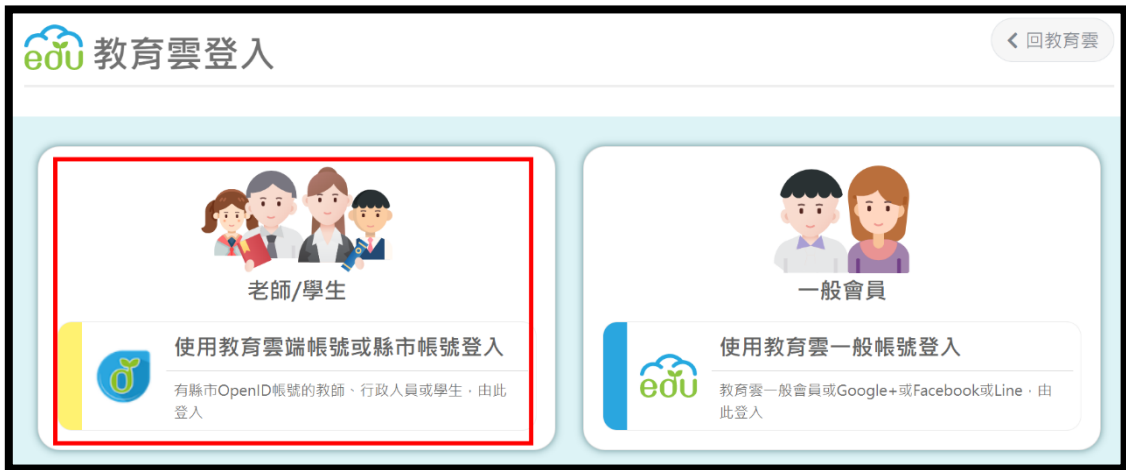 edu 教育雲登入
回教育雲
老師/學生
使用教育雲端帳號或縣市帳號登入
有縣市OpenID帳號的教師、行政人員或學生，由此
登入
一般會員
edu 使用教育雲一般帳號登入
教育雲一般會員或Google+或Facebook或Line，由
此登入